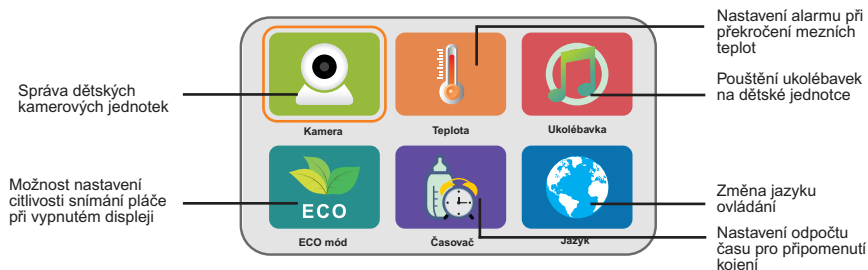 Správa dětských
kamerových jednotek
Možnost nastavení
citlivosti snímání pláče
při vypnutém displeji
Kamera
Teplota
Ukolébavka
ECO
ECO mód
Časovač
Jazyk
Nastavení alarmu při
překročení mezních
teplot
Pouštění ukolébavek
na dětské jednotce
Změna jazyku
ovládání
Nastavení odpočtu
času pro připomenutí
kojení